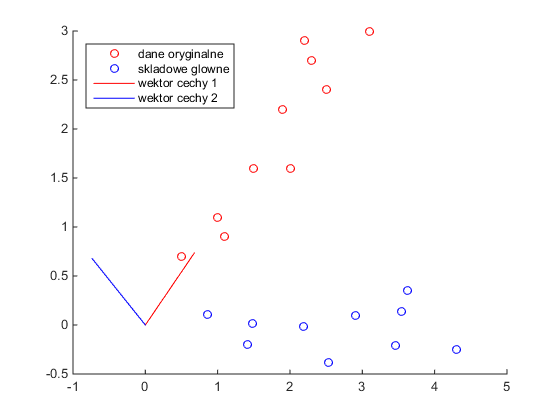 3
2.5
2
1.5
1
0.5
0
-0.5
dane oryginalne
skladowe glowne
wektor cechy 1
wektor cechy 2
-1 0 1 2 3 4 5